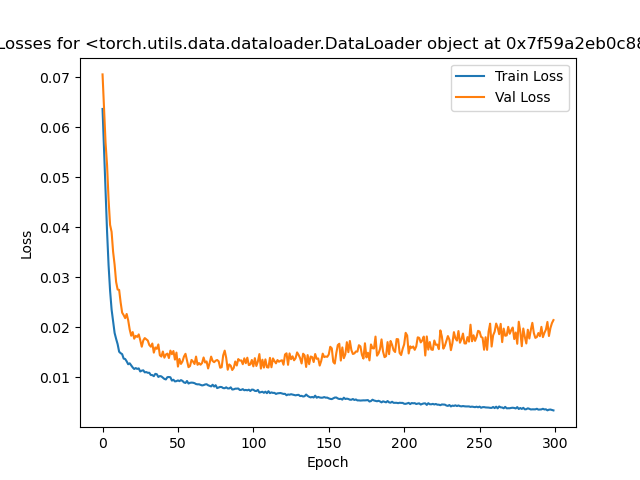 Losses for <torch.utils.data.dataloader.DataLoader object at 0x7f59a2eb0c88
Train Loss
Val Loss
0.07
0.06
0.05
0.04
0.03
0.02
0.01
Loss
0
50
100
150
200
250
300
Epoch